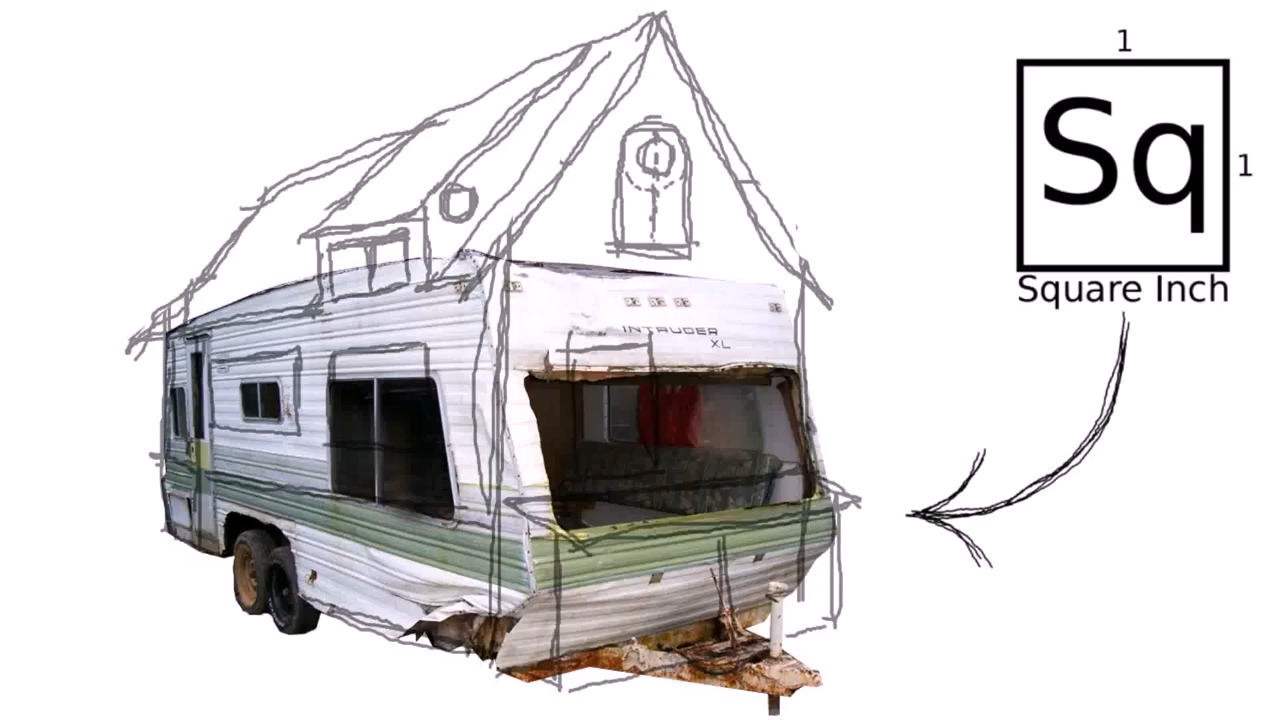 INTRUDER
XL
1
Sq
1
Square Inch